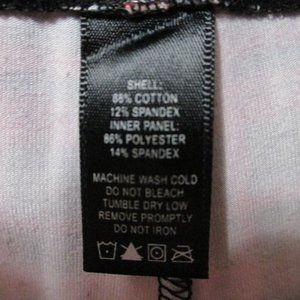 SHELL:
88% COTTON
12% SPANDEX
INNER PANEL:
86% POLYESTER
14% SPANDEX
MACHINE WASH COLD
DO NOT BLEACH
TUMBLE DRY LOW
REMOVE PROMPTLY
DO NOT IRON